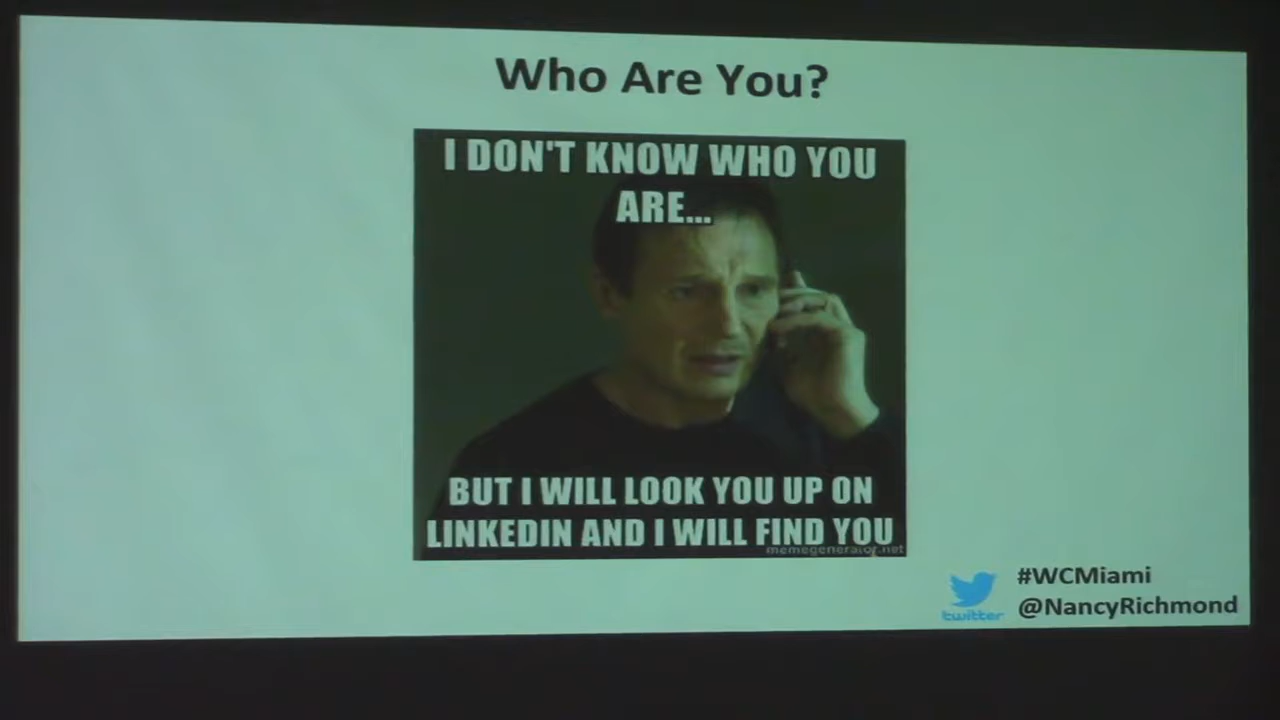 Who Are You?
I DON'T KNOW WHO YOU
ARE...
BUT I WILL LOOK YOU UP ON
LINKEDIN AND I WILL FIND YOU
memegenerator.net
twitter
#WCMiami
@NancyRichmond